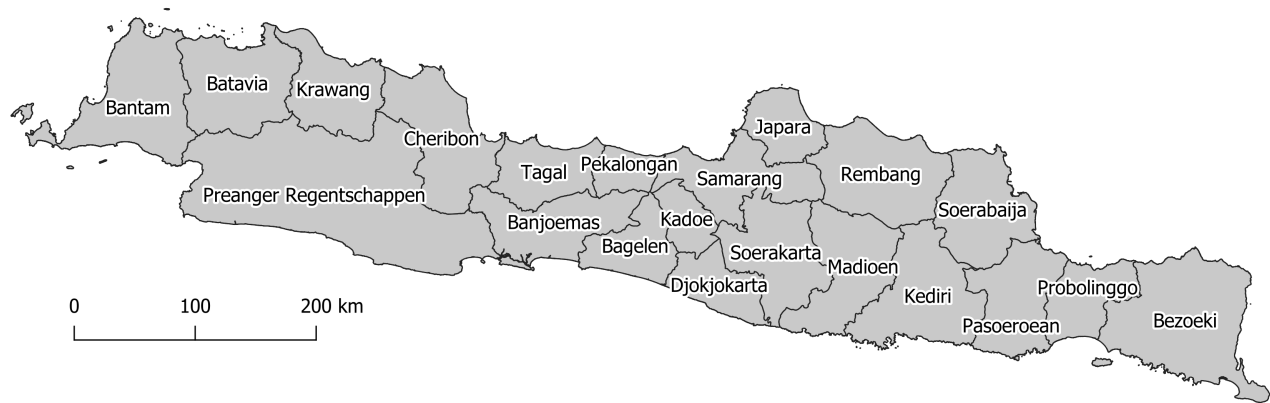 Bantam
Batavia
Krawang
Cheribon
Preanger Regentschappen
Tagal
Pekalongan
Banjoemas
Bagelen
Kadoe
Samarang
Japara
Rembang
Soerabaija
Djokjokarta
Soerakarta
Madioen
Kediri
Pasoeroean
Probolinggo
Bezoeki
0 100 200 km